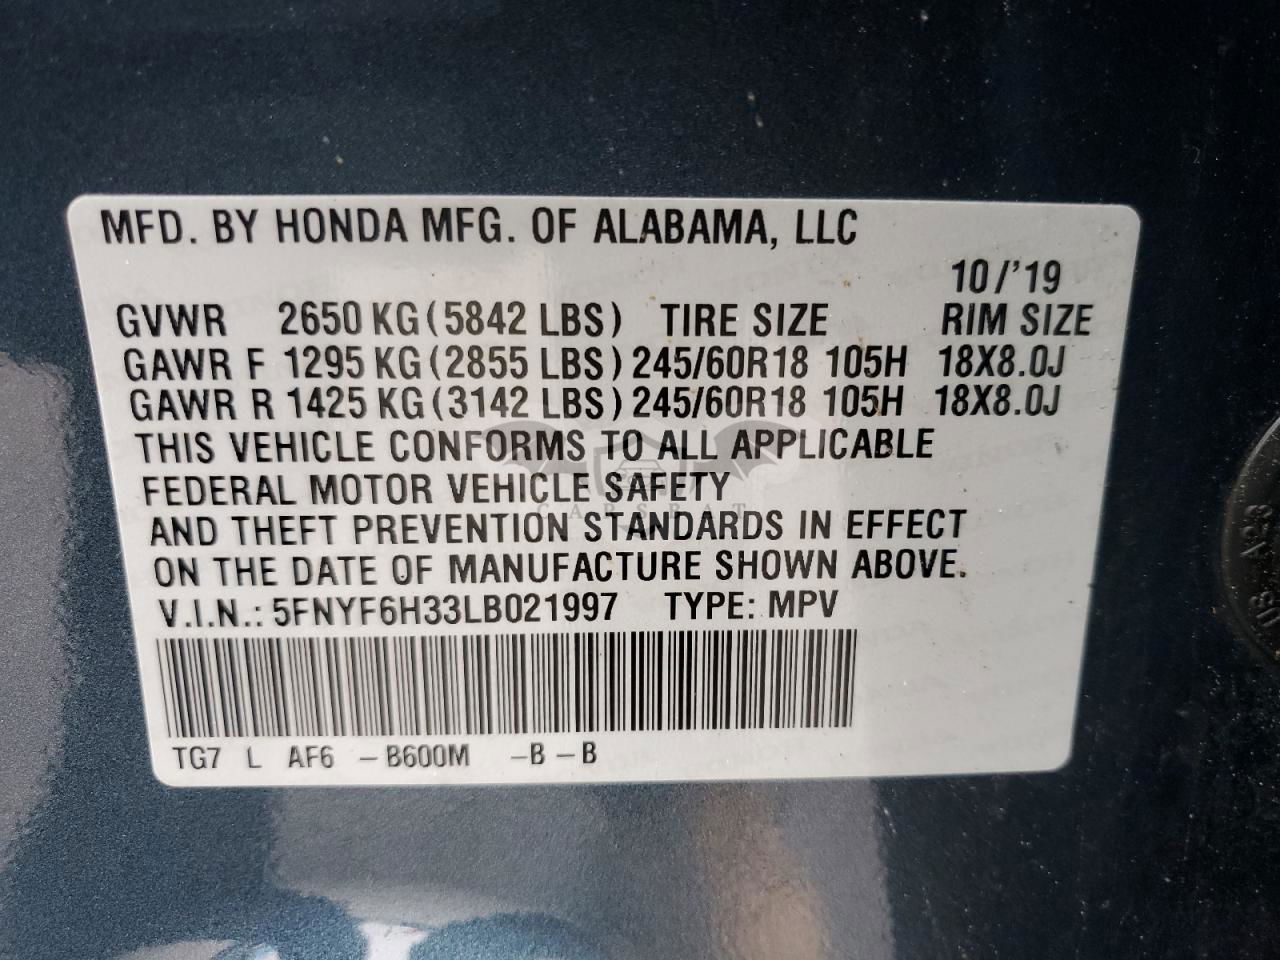 MFD. BY HONDA MFG. OF ALABAMA, LLC
10/'19
GVWR 2650 KG (5842 LBS) TIRE SIZE RIM SIZE
GAWR F 1295 KG (2855 LBS) 245/60R18 105H 18X8.0J
GAWR R 1425 KG (3142 LBS) 245/60R18 105H 18X8.0J
THIS VEHICLE CONFORMS TO ALL APPLICABLE
FEDERAL MOTOR VEHICLE SAFETY
CARSBAT
AND THEFT PREVENTION STANDARDS IN EFFECT
ON THE DATE OF MANUFACTURE SHOWN ABOVE.
V.I.N.: 5FNYF6H33LB021997 TYPE: MPV
TG7 L AF6 –B600M –B –B